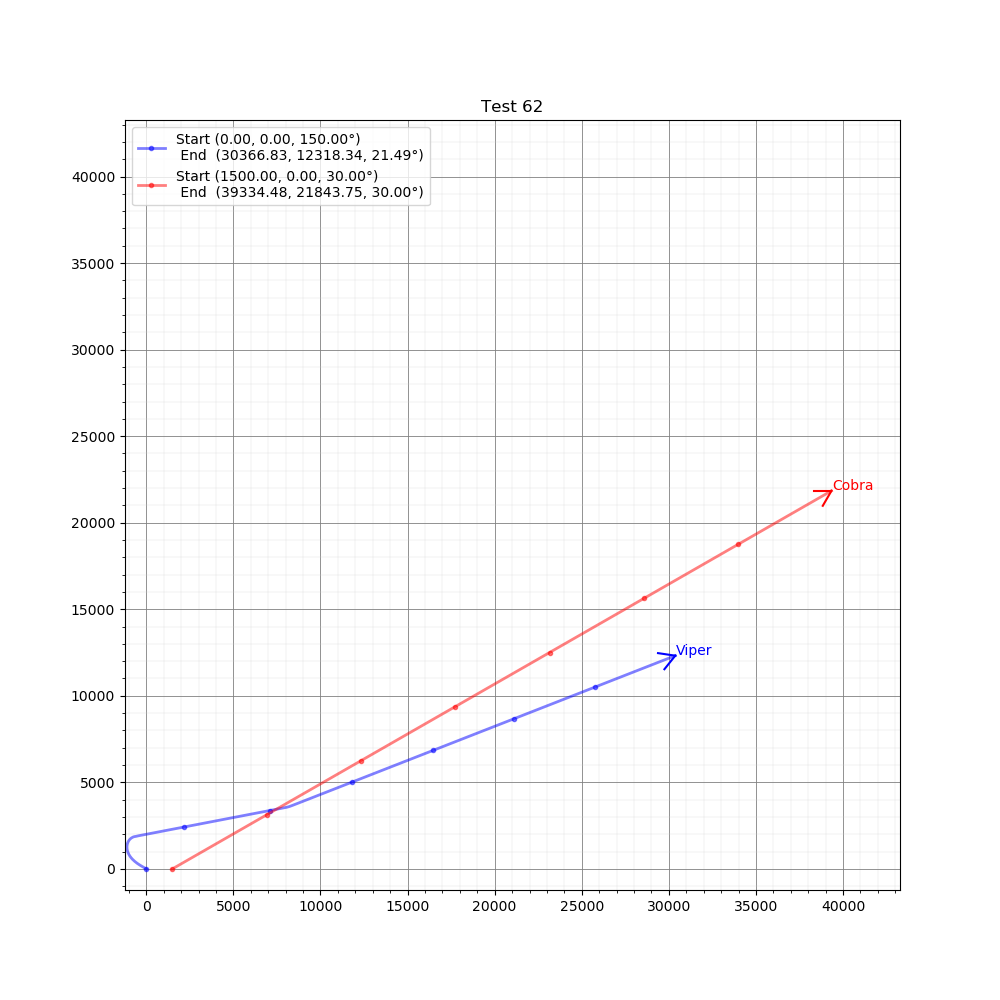 Test 62
Start (0.00, 0.00, 150.00°)
End (30366.83, 12318.34, 21.49°)
Start (1500.00, 0.00, 30.00°)
End (39334.48, 21843.75, 30.00°)
40000
35000
30000
25000
20000
15000
10000
5000
0
Cobra
Viper
0 5000 10000 15000 20000 25000 30000 35000 40000